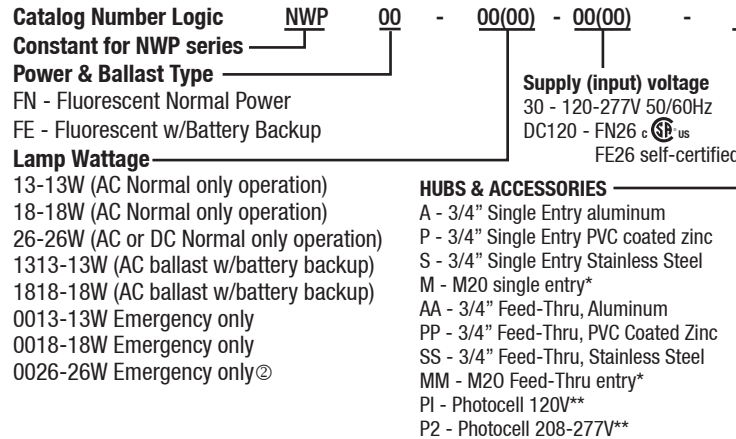 Catalog Number Logic NWP 00 - 00(00) - 00(00) -
Constant for NWP series
Power & Ballast Type
FN - Fluorescent Normal Power
FE - Fluorescent w/Battery Backup
Lamp Wattage
13-13W (AC Normal only operation)
18-18W (AC Normal only operation)
26-26W (AC or DC Normal only operation)
1313-13W (AC ballast w/battery backup)
1818-18W (AC ballast w/battery backup)
0013-13W Emergency only
0018-18W Emergency only
0026-26W Emergency only②
Supply (input) voltage
30 - 120-277V 50/60Hz
DC120 - FN26 c SA® us
FE26 self-certified
HUBS & ACCESSORIES
A - 3/4” Single Entry aluminum
P - 3/4” Single Entry PVC coated zinc
S - 3/4” Single Entry Stainless Steel
M - M20 single entry*
AA - 3/4” Feed-Thru, Aluminum
PP - 3/4” Feed-Thru, PVC Coated Zinc
SS - 3/4” Feed-Thru, Stainless Steel
MM - M20 Feed-Thru entry*
PI - Photocell 120V**
P2 - Photocell 208-277V**